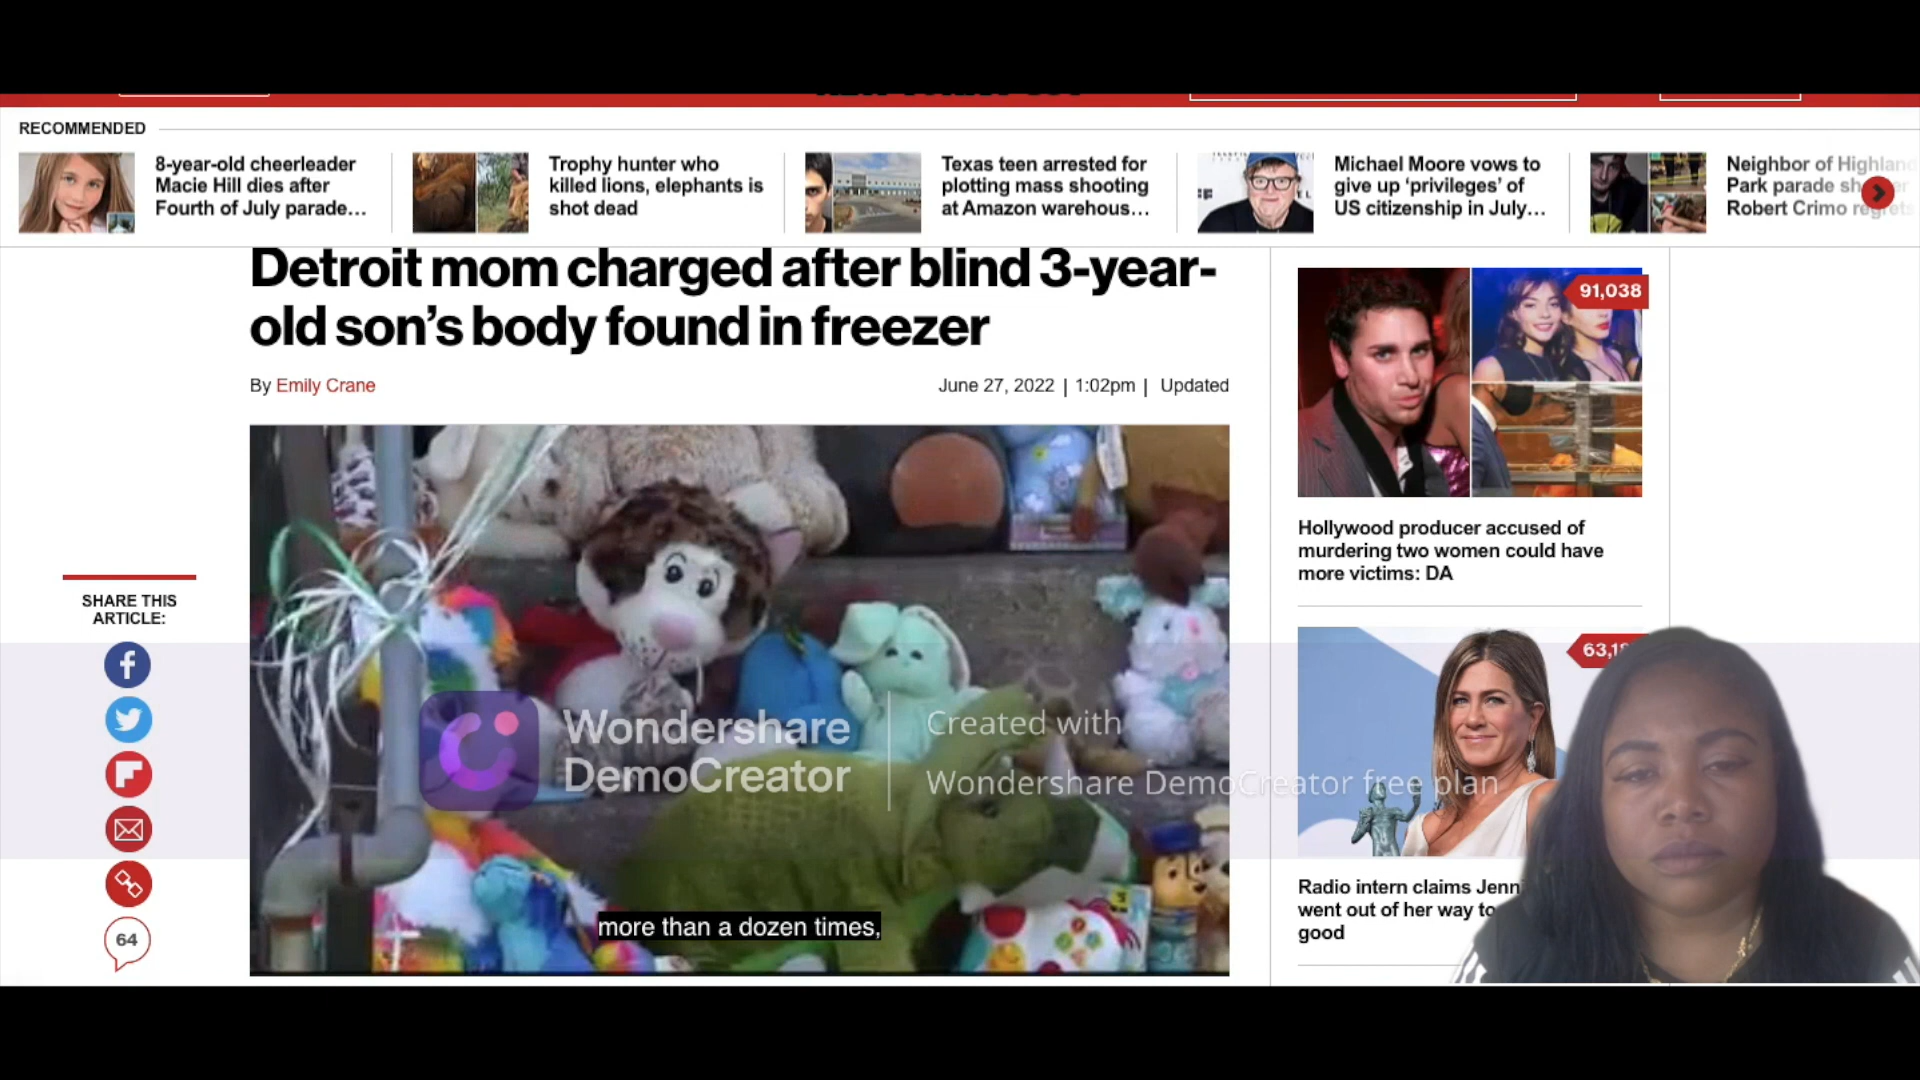 RECOMMENDED
8-year-old cheerleader
Macie Hill dies after
Fourth of July parade...
Trophy hunter who
killed lions, elephants is
shot dead
Texas teen arrested for
plotting mass shooting
at Amazon warehous...
Michael Moore vows to
give up ‘privileges’ of
US citizenship in July...
Neighbor of Highland
Park parade
Robert Crimo regrets
Detroit mom charged after blind 3-year-
old son’s body found in freezer
By Emily Crane
June 27, 2022 | 1:02pm | Updated
SHARE THIS
ARTICLE:
64
Wondershare
DemoCreator
Created with
Wondershare DemoCreator free plan
more than a dozen times,
91,038
Hollywood producer accused of
murdering two women could have
more victims: DA
Radio intern claims Jenn
went out of her way to
good